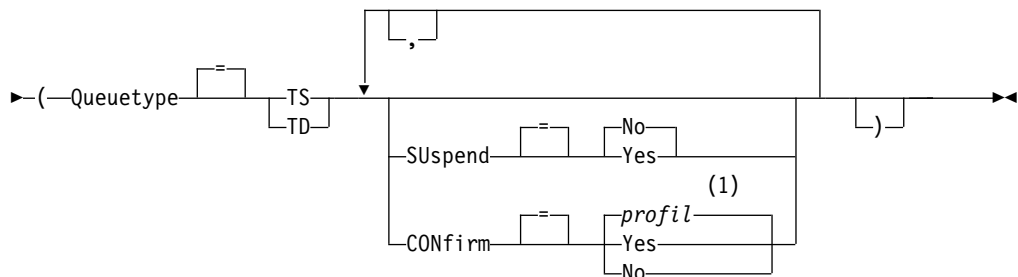 ,
( Queuetype = TS )
TD
SUspend = No
Yes
(1)
CONfirm = profil
Yes
No